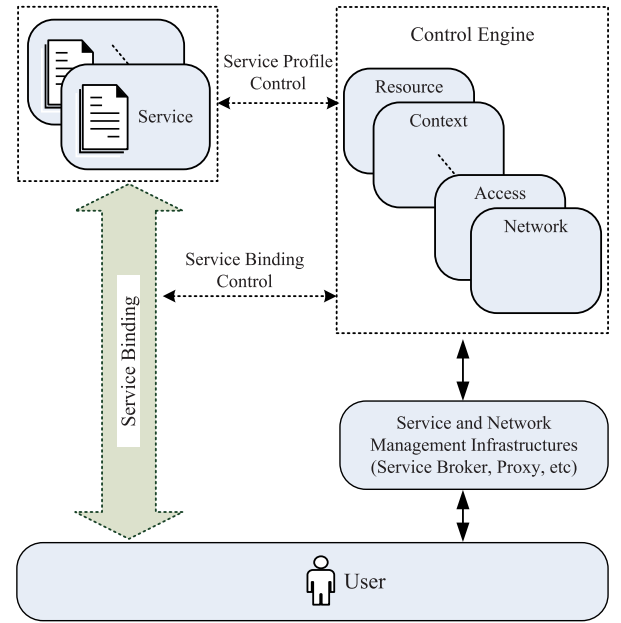 Control Engine
Service Profile
Control
Service
Resource
Context
Access
Network
Service Binding
Control
Service Binding
Service and Network
Management Infrastructures
(Service Broker, Proxy, etc)
User